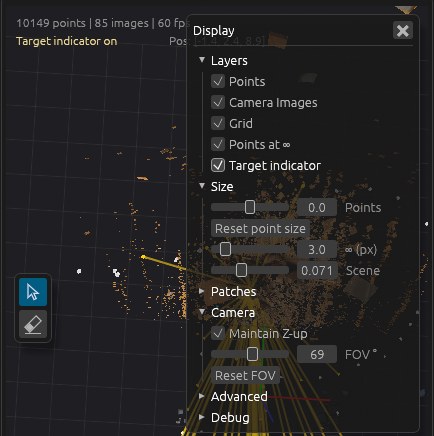 10149 points | 85 images | 60 fp
Target indicator on
Pos
Display
Layers
Points
Camera Images
Grid
Points at ∞
Target indicator
Size
0.0 Points
Reset point size
3.0 ∞ (px)
0.071 Scene
Patches
Camera
Maintain Z-up
69 FOV°
Reset FOV
Advanced
Debug